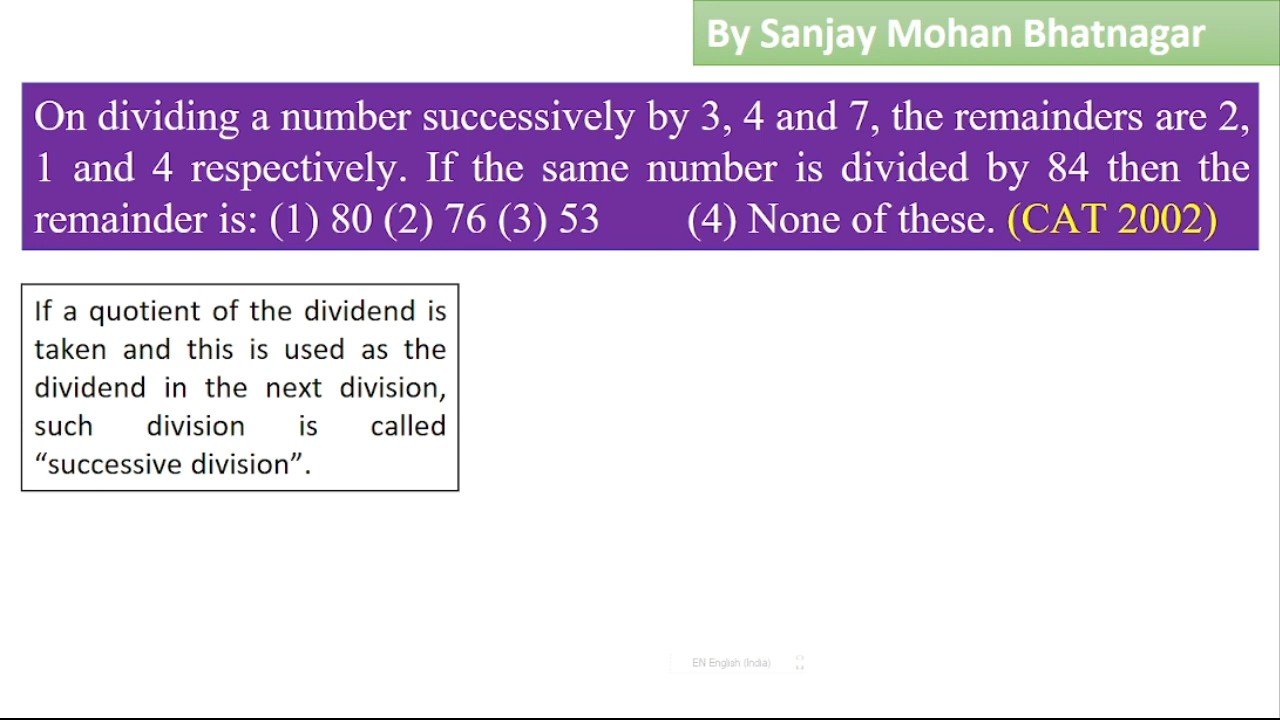 By Sanjay Mohan Bhatnagar
On dividing a number successively by 3, 4 and 7, the remainders are 2,
1 and 4 respectively. If the same number is divided by 84 then the
remainder is: (1) 80 (2) 76 (3) 53 (4) None of these. (CAT 2002)
If a quotient of the dividend is
taken and this is used as the
dividend in the next division,
such division is called
“successive division”.
EN English (India)